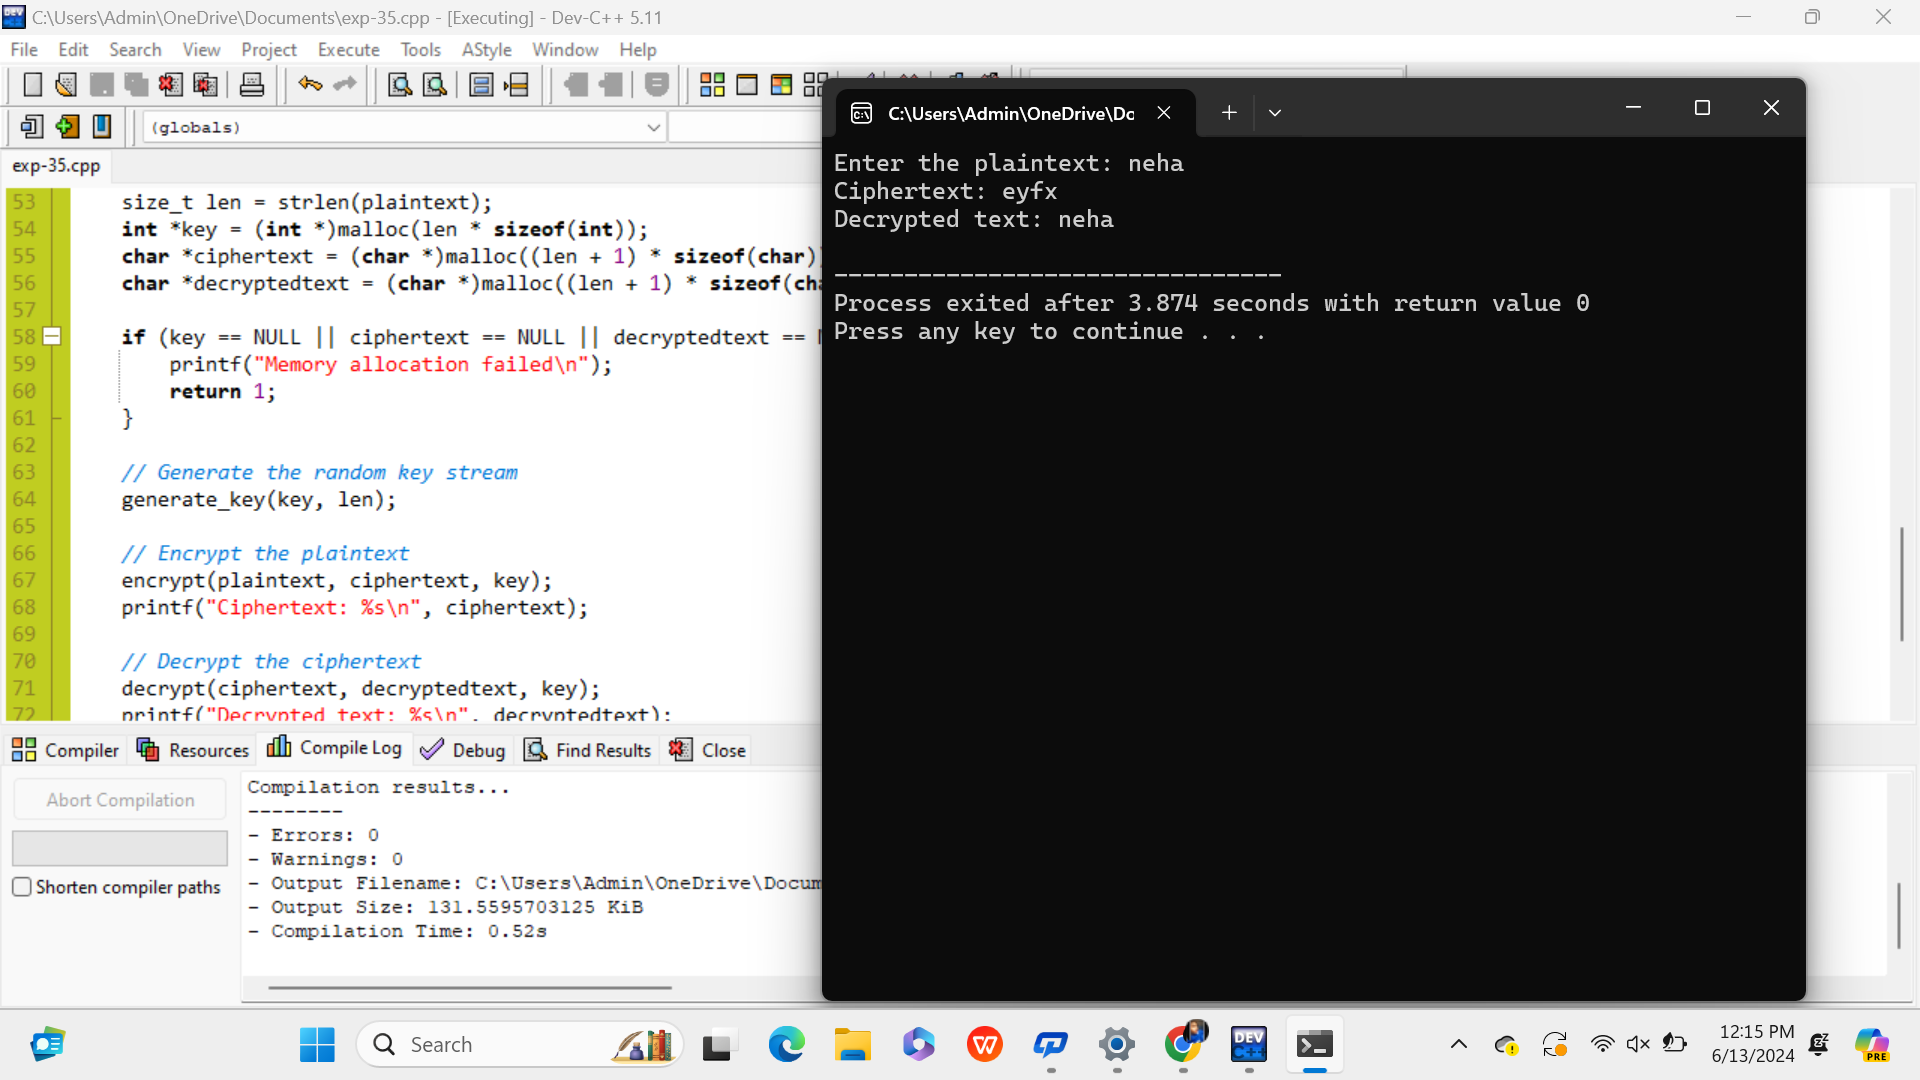 C:\Users\Admin\OneDrive\Documents\exp-35.cpp - [Executing] - Dev-C++ 5.11
File Edit Search View Project Execute Tools AStyle Window Help
(globals)
exp-35.cpp
53 size_t len = strlen(plaintext);
54 int *key = (int *)malloc(len * sizeof(int));
55 char *ciphertext = (char *)malloc((len + 1) * sizeof(char)
56 char *decryptedtext = (char *)malloc((len + 1) * sizeof(cha
57
58 if (key == NULL || ciphertext == NULL || decryptedtext ==
59 printf("Memory allocation failed\n");
60 return 1;
61 }
62
63 // Generate the random key stream
64 generate_key(key, len);
65
66 // Encrypt the plaintext
67 encrypt(plaintext, ciphertext, key);
68 printf("Ciphertext: %s\n", ciphertext);
69
70 // Decrypt the ciphertext
71 decrypt(ciphertext, decryptedtext, key);
72 printf("Decrypted text: %s\n", decryptedtext);
C:\Users\Admin\OneDrive\Dc
Enter the plaintext: neha
Ciphertext: eyfx
Decrypted text: neha
--------------------------------
Process exited after 3.874 seconds with return value 0
Press any key to continue . . .
Compiler Resources Compile Log Debug Find Results Close
Abort Compilation
Shorten compiler paths
Compilation results...
--------
- Errors: 0
- Warnings: 0
- Output Filename: C:\Users\Admin\OneDrive\Docum
- Output Size: 131.5595703125 KiB
- Compilation Time: 0.52s
Search
DEV
C++
12:15 PM
6/13/2024
PRE